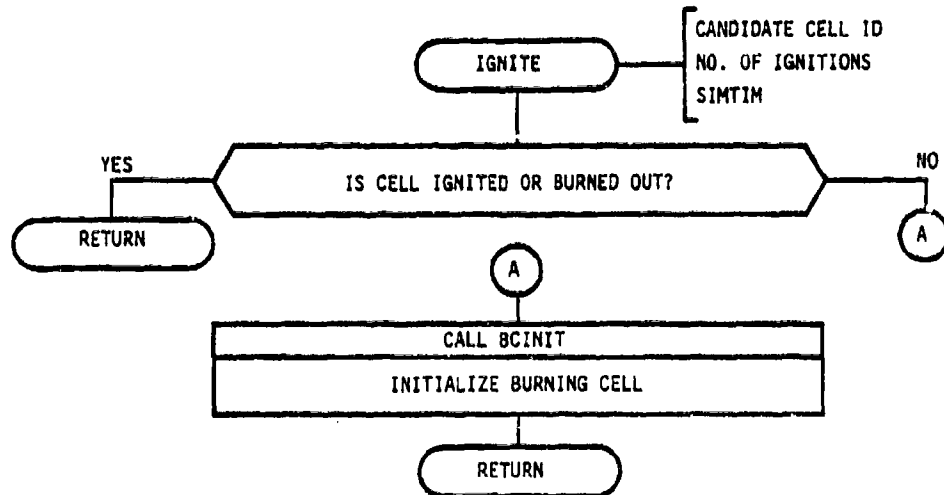 IGNITE
CANDIDATE CELL ID
NO. OF IGNITIONS
SIMTIM
YES
NO
IS CELL IGNITED OR BURNED OUT?
RETURN
A
A
CALL BCINIT
INITIALIZE BURNING CELL
RETURN